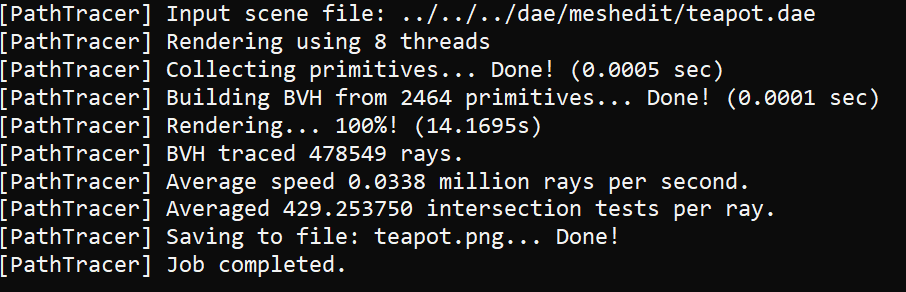 [PathTracer] Input scene file: ../../../dae/meshedit/teapot.dae
[PathTracer] Rendering using 8 threads
[PathTracer] Collecting primitives... Done! (0.0005 sec)
[PathTracer] Building BVH from 2464 primitives... Done! (0.0001 sec)
[PathTracer] Rendering... 100%! (14.1695s)
[PathTracer] BVH traced 478549 rays.
[PathTracer] Average speed 0.0338 million rays per second.
[PathTracer] Averaged 429.253750 intersection tests per ray.
[PathTracer] Saving to file: teapot.png... Done!
[PathTracer] Job completed.